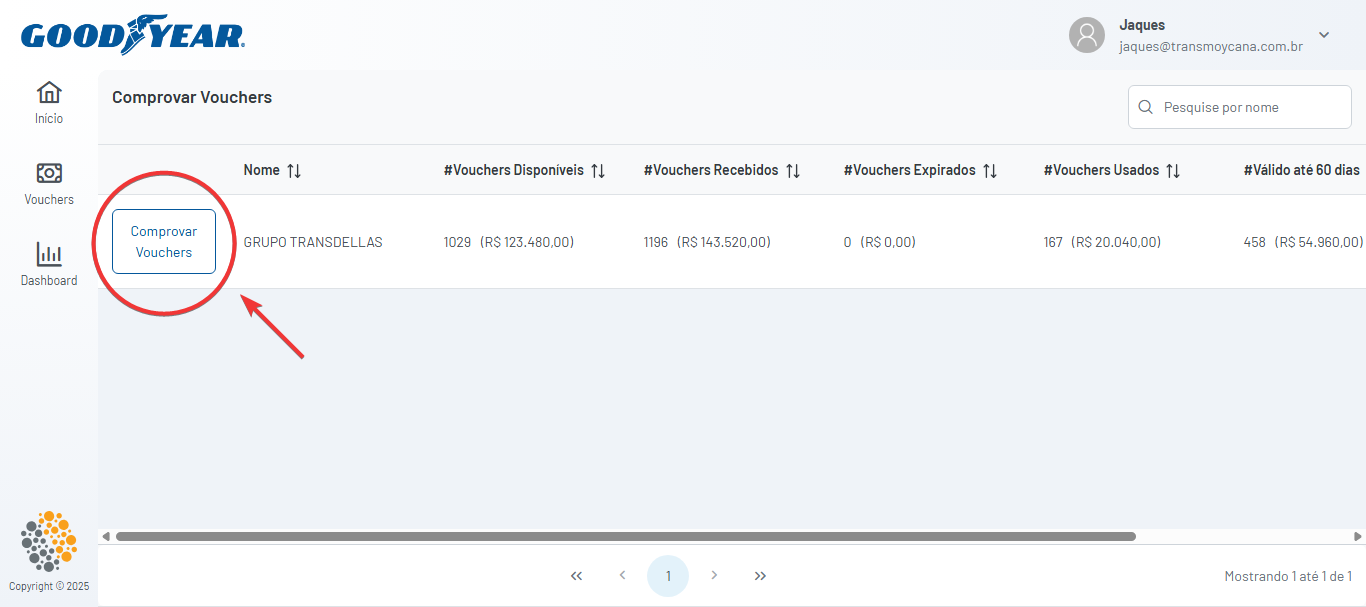 GOODYEAR
Jaques
jaques@transmoycana.com.br
Início
Vouchers
Dashboard
Copyright © 2025
Comprovar Vouchers
Pesquise por nome
Nome #Vouchers Disponíveis #Vouchers Recebidos #Vouchers Expirados #Vouchers Usados #Válido até 60 dias
Comprovar
Vouchers
GRUPO TRANSDELLAS 1029 (R$ 123.480,00) 1196 (R$ 143.520,00) 0 (R$ 0,00) 167 (R$ 20.040,00) 458 (R$ 54.960,00)
1
Mostrando 1 até 1 de 1